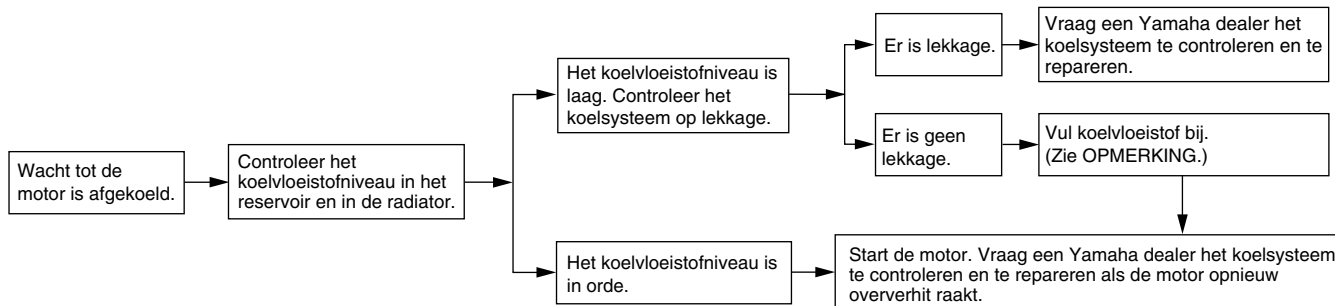 Wacht tot de
motor is afgekoeld.
Controleer het
koelvloeistofniveau in het
reservoir en in de radiator.
Het koelvloeistofniveau is
laag. Controleer het
koelsysteem op lekkage.
Er is lekkage.
Vraag een Yamaha dealer het
koelsysteem te controleren en te
repareren.
Er is geen
lekkage.
Vul koelvloeistof bij.
(Zie OPMERKING.)
Het koelvloeistofniveau is
in orde.
Start de motor. Vraag een Yamaha dealer het koelsysteem
te controleren en te repareren als de motor opnieuw
oververhit raakt.